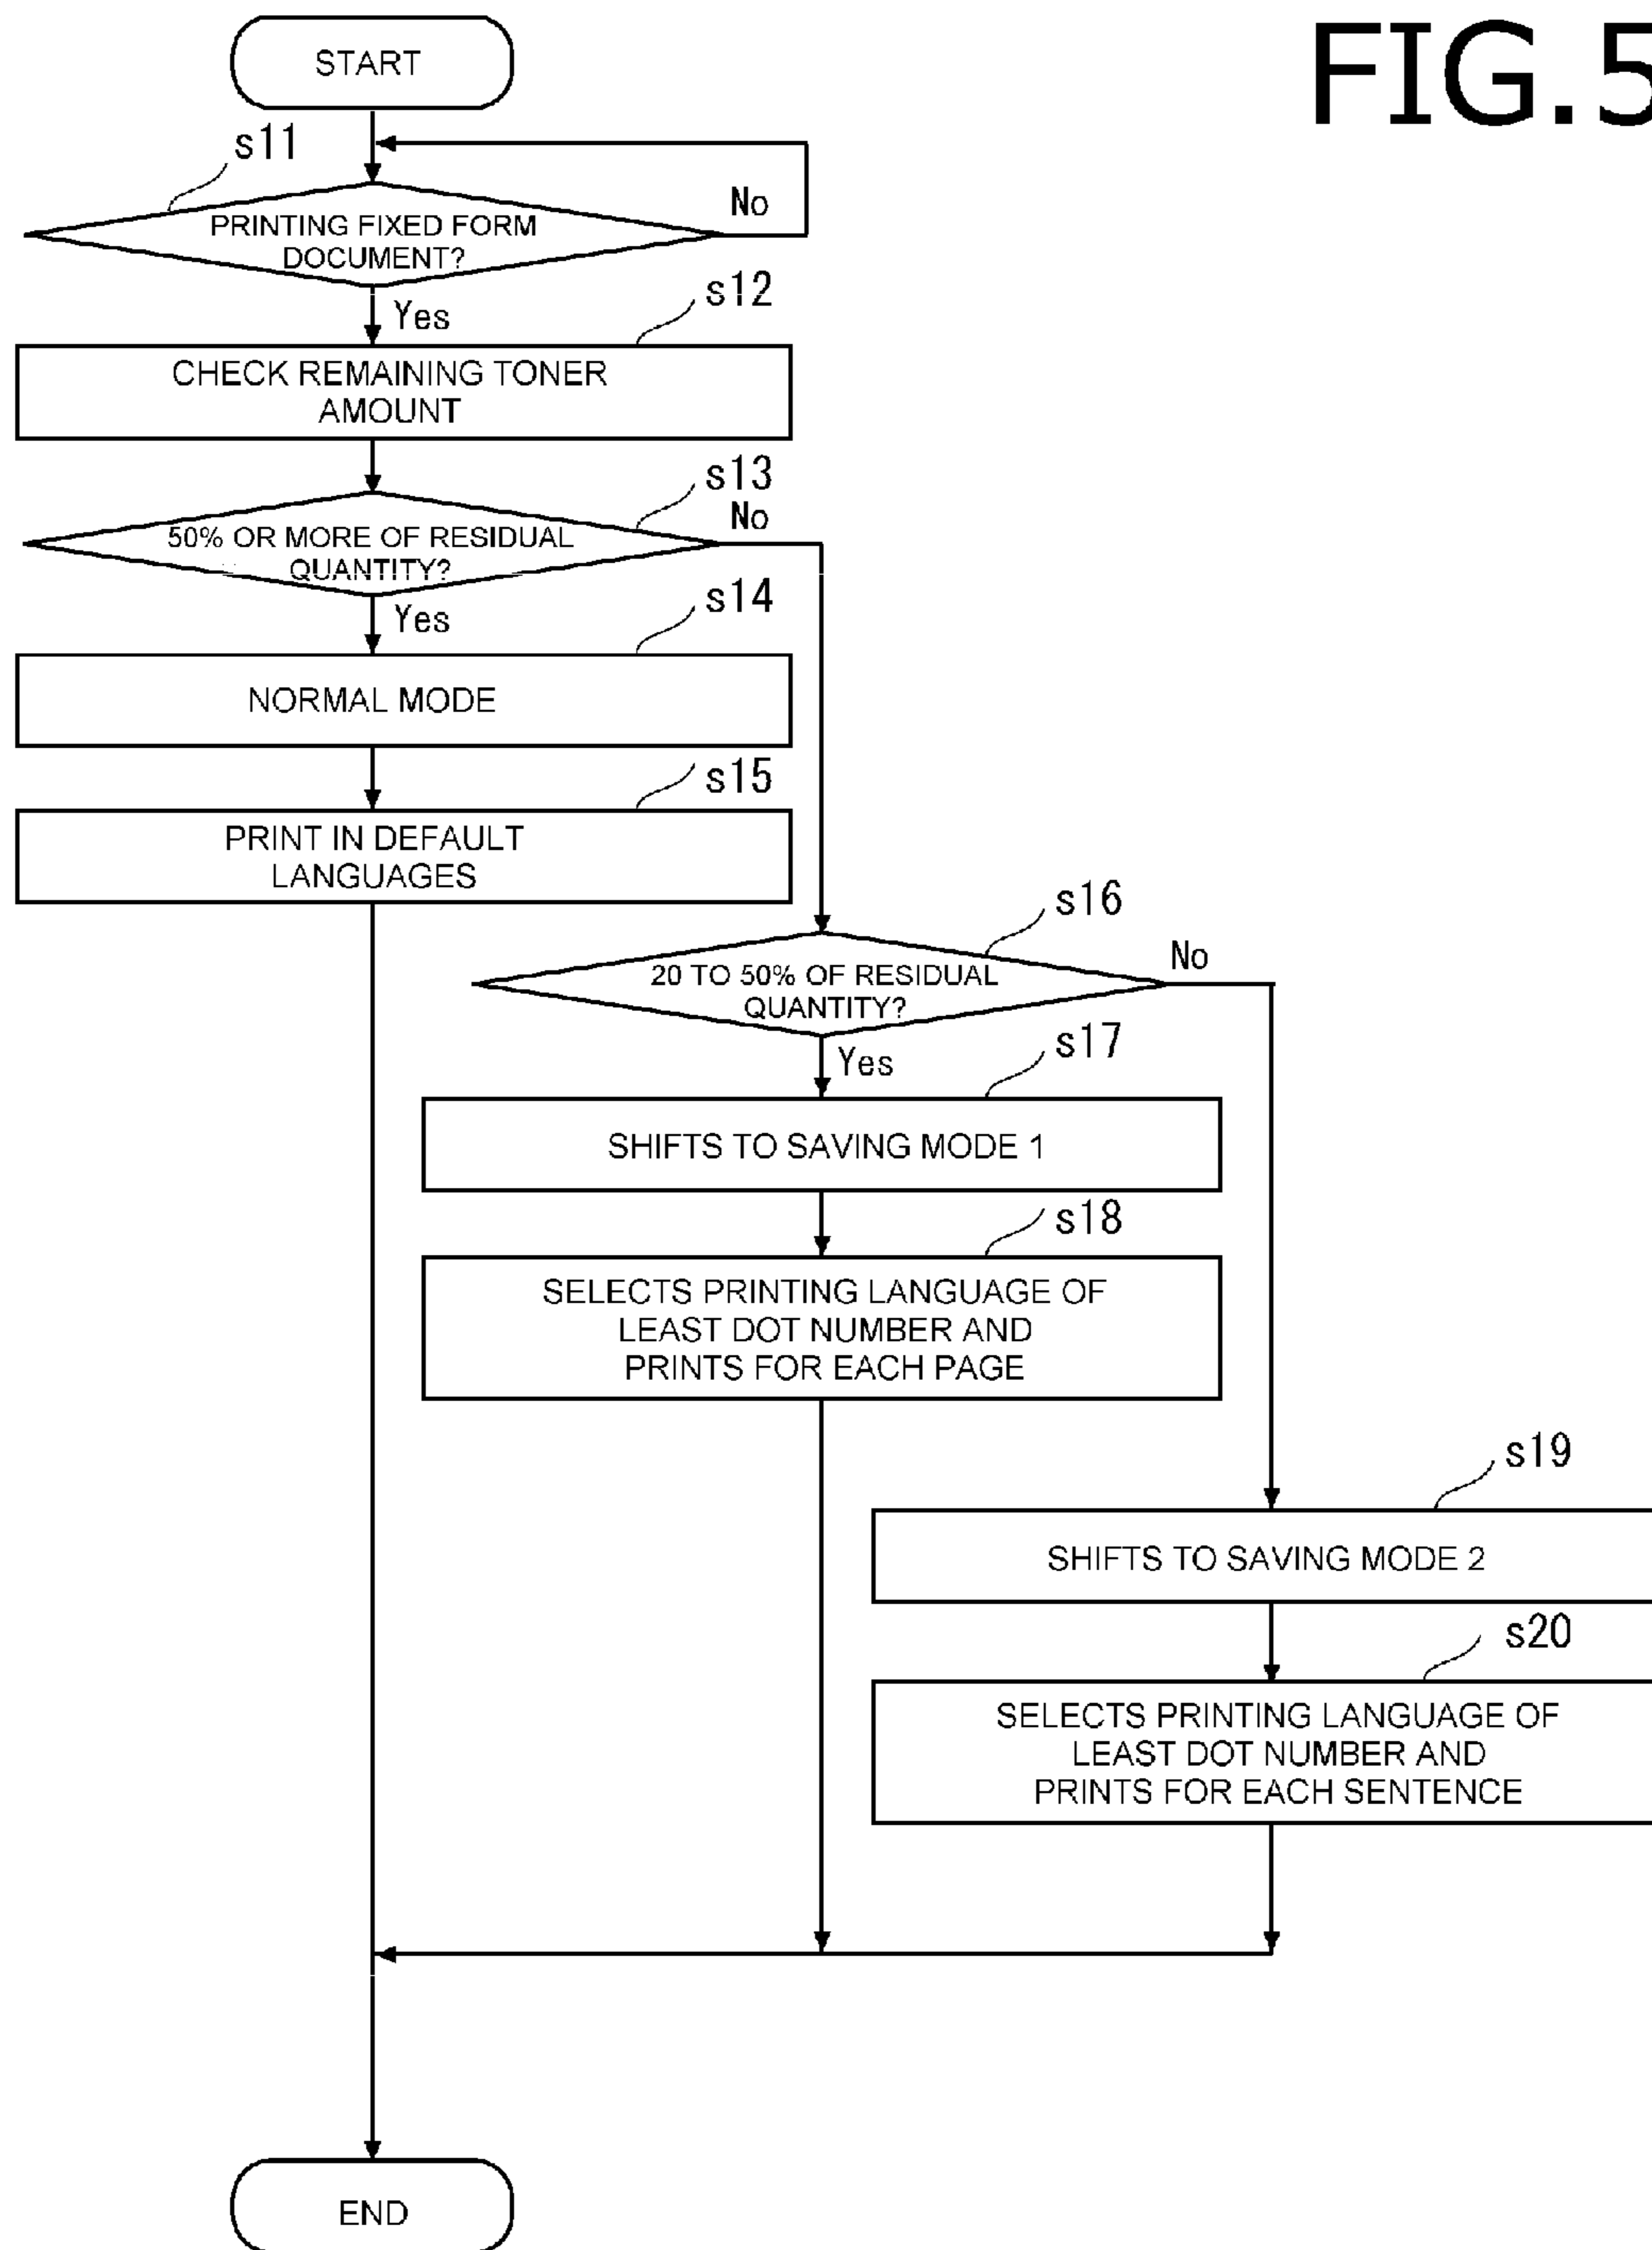 FIG.5
START
s11
No
PRINTING FIXED FORM
DOCUMENT?
Yes
s12
CHECK REMAINING TONER
AMOUNT
s13
No
50% OR MORE OF RESIDUAL
QUANTITY?
Yes
s14
NORMAL MODE
s15
PRINT IN DEFAULT
LANGUAGES
s16
No
20 TO 50% OF RESIDUAL
QUANTITY?
Yes
s17
SHIFTS TO SAVING MODE 1
s18
SELECTS PRINTING LANGUAGE OF
LEAST DOT NUMBER AND
PRINTS FOR EACH PAGE
s19
SHIFTS TO SAVING MODE 2
s20
SELECTS PRINTING LANGUAGE OF
LEAST DOT NUMBER AND
PRINTS FOR EACH SENTENCE
END